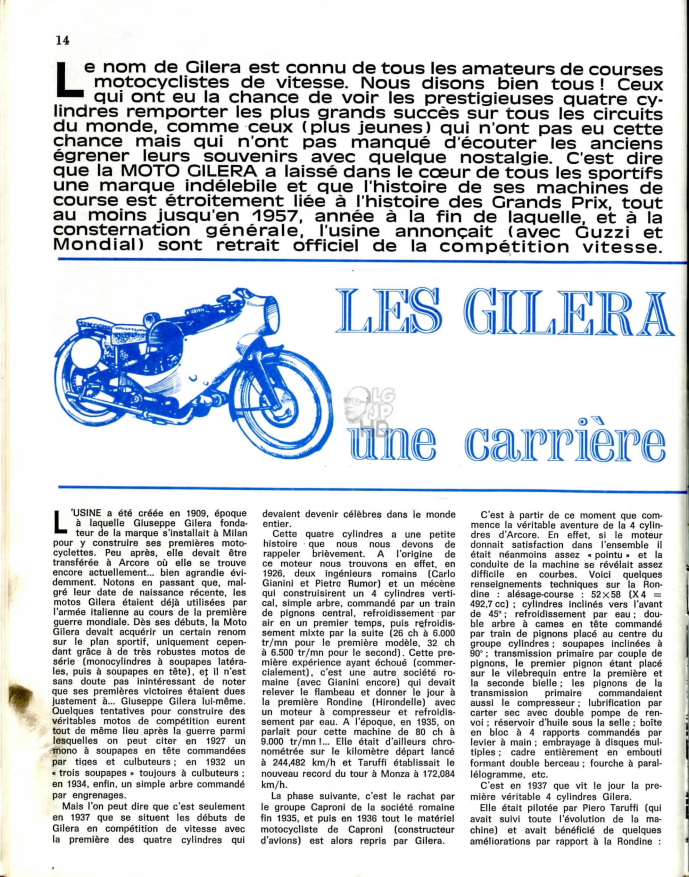 14
Le nom de Gilera est connu de tous les amateurs de courses
motocyclistes de vitesse. Nous disons bien tous ! Ceux
qui ont eu la chance de voir les prestigieuses quatre cy-
lindres remporter les plus grands succès sur tous les circuits
du monde, comme ceux (plus jeunes) qui n'ont pas eu cette
chance mais qui n'ont pas manqué d'écouter les anciens
égrener leurs souvenirs avec quelque nostalgie. C'est dire
que la MOTO GILERA a laissé dans le cœur de tous les sportifs
une marque indélebile et que l'histoire de ses machines de
course est étroitement liée à l'histoire des Grands Prix, tout
au moins jusqu'en 1957, année à la fin de laquelle, et à la
consternation générale, l'usine annonçait (avec Guzzi et
Mondial) sont retrait officiel de la compétition vitesse.
LES GILERA
LG
JP
HD
une carrière
L'USINE a été créée en 1909, époque
à laquelle Giuseppe Gilera fonda-
teur de la marque s'installait à Milan
pour y construire ses premières moto-
cyclettes. Peu après, elle devait être
transférée à Arcore où elle se trouve
encore actuellement... bien agrandie évi-
demment. Notons en passant que, mal-
gré leur date de naissance récente, les
motos Gilera étaient déjà utilisées par
l'armée italienne au cours de la première
guerre mondiale. Dès ses débuts, la Moto
Gilera devait acquérir un certain renom
sur le plan sportif, uniquement cepen-
dant grâce à de très robustes motos de
série (monocylindres à soupapes latéra-
les, puis à soupapes en tête), et il n'est
sans doute pas inintéressant de noter
que ses premières victoires étaient dues
justement à... Giuseppe Gilera lui-même.
Quelques tentatives pour construire des
véritables motos de compétition eurent
tout de même lieu après la guerre parmi
lesquelles on peut citer en 1927 un
mono à soupapes en tête commandées
par tiges et culbuteurs ; en 1932 un
« trois soupapes » toujours à culbuteurs ;
en 1934, enfin, un simple arbre commandé
par engrenages.
Mais l'on peut dire que c'est seulement
en 1937 que se situent les débuts de
Gilera en compétition de vitesse avec
la première des quatre cylindres qui
devaient devenir célèbres dans le monde
entier.
Cette quatre cylindres a une petite
histoire que nous nous devons de
rappeler brièvement. A l'origine de
ce moteur nous trouvons en effet, en
1926, deux ingénieurs romains (Carlo
Gianini et Pietro Rumor) et un mécène
qui construisirent un 4 cylindres verti-
cal, simple arbre, commandé par un train
de pignons central, refroidissement par
air en un premier temps, puis refroidis-
sement mixte par la suite (26 ch à 6.000
tr/mn pour le première modèle, 32 ch
à 6.500 tr/mn pour le second). Cette pre-
mière expérience ayant échoué (commer-
cialement), c'est une autre société ro-
maine (avec Gianini encore) qui devait
relever le flambeau et donner le jour à
la première Rondine (Hirondelle) avec
un moteur à compresseur et refroidis-
sement par eau. A l'époque, en 1935, on
parlait pour cette machine de 80 ch à
9.000 tr/mn !... Elle était d'ailleurs chro-
nométrée sur le kilomètre départ lancé
à 244,482 km/h et Taruffi établissait le
nouveau record du tour à Monza à 172,084
km/h.
La phase suivante, c'est le rachat par
le groupe Caproni de la société romaine
fin 1935, et puis en 1936 tout le matériel
motocycliste de Caproni (constructeur
d'avions) est alors repris par Gilera.
C'est à partir de ce moment que com-
mence la véritable aventure de la 4 cylin-
dres d'Arcore. En effet, si le moteur
donnait satisfaction dans l'ensemble il
était néanmoins assez « pointu » et la
conduite de la machine se révélait assez
difficile en courbes. Voici quelques
renseignements techniques sur la Ron-
dine : alésage-course : 52×58 (X4 =
492,7 cc) ; cylindres inclinés vers l'avant
de 45° ; refroidissement par eau ; dou-
ble arbre à cames en tête commandé
par train de pignons placé au centre du
groupe cylindres ; soupapes inclinées à
90° ; transmission primaire par couple de
pignons, le premier pignon étant placé
sur le vilebrequin entre la première et
la seconde bielle ; les pignons de la
transmission primaire commandaient
aussi le compresseur ; lubrification par
carter sec avec double pompe de ren-
voi ; réservoir d'huile sous la selle ; boîte
en bloc à 4 rapports commandés par
levier à main ; embrayage à disques mul-
tiples ; cadre entièrement en embouti
formant double berceau ; fourche à paral-
lélogramme, etc.
C'est en 1937 que vit le jour la pre-
mière véritable 4 cylindres Gilera.
Elle était pilotée par Piero Taruffi (qui
avait suivi toute l'évolution de la ma-
chine) et avait bénéficié de quelques
améliorations par rapport à la Rondine :